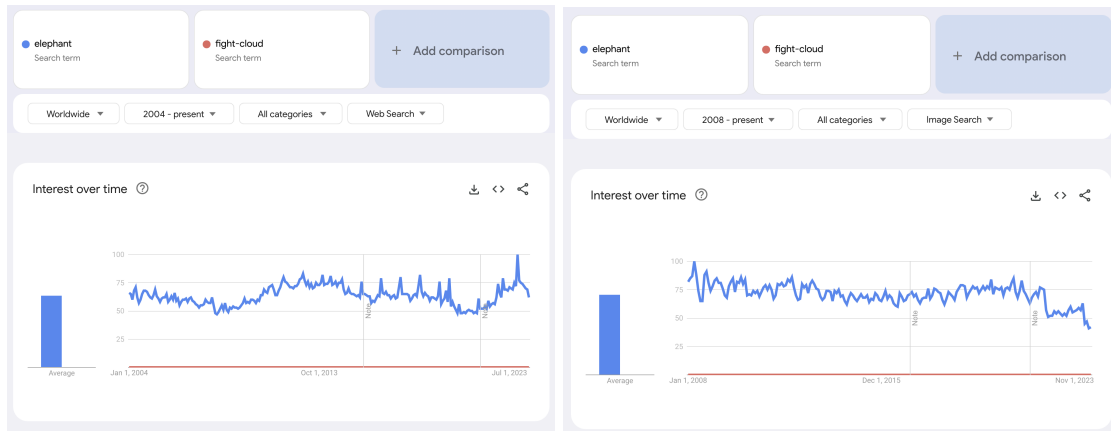 elephant
Search term
fight-cloud
Search term
+ Add comparison
Worldwide
2004 - present
All categories
Web Search
Interest over time
100
75
50
25
Note
Note
Average
Jan 1, 2004
Oct 1, 2013
Jul 1, 2023
elephant
Search term
fight-cloud
Search term
+ Add comparison
Worldwide
2008 - present
All categories
Image Search
Interest over time
100
75
50
25
Note
Note
Average
Jan 1, 2008
Dec 1, 2015
Nov 1, 2023